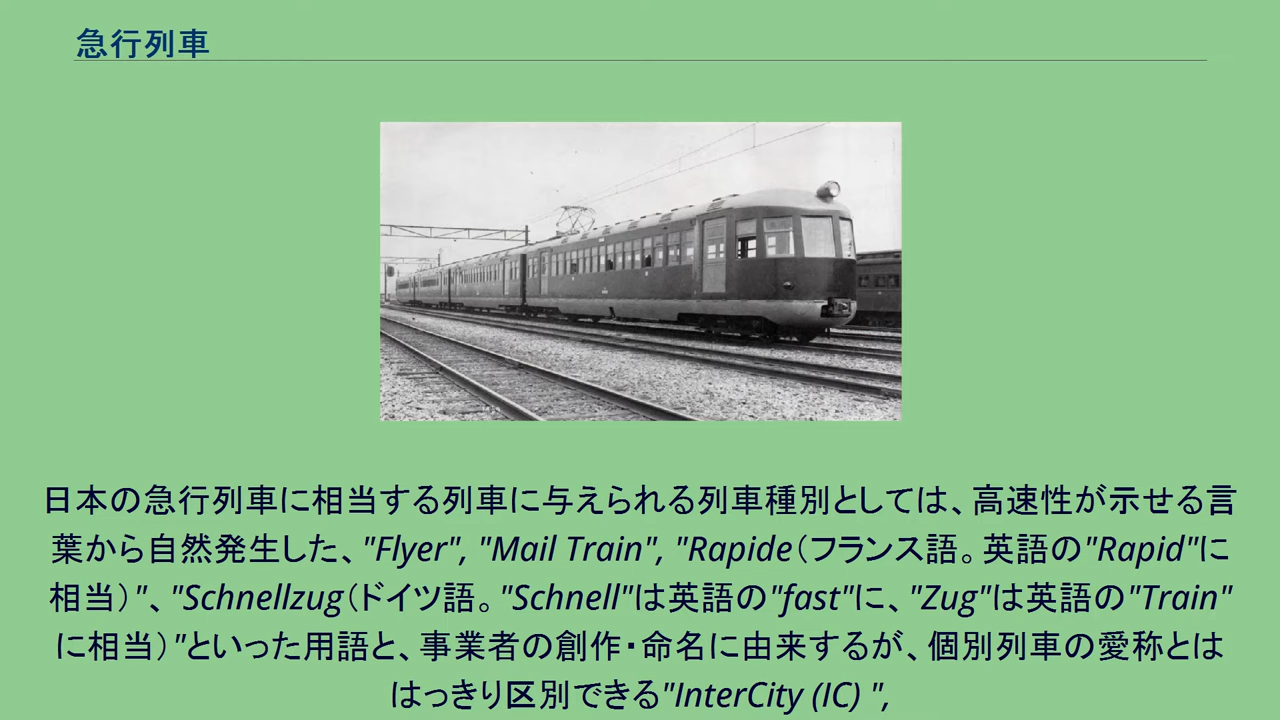 急行列車
日本の急行列車に相当する列車に与えられる列車種別としては、高速性が示せる言
葉から自然発生した、"Flyer", "Mail Train", "Rapide（フランス語。英語の"Rapid"に
相当）"、"Schnellzug（ドイツ語。"Schnell"は英語の"fast"に、"Zug"は英語の"Train"
に相当）"といった用語と、事業者の創作・命名に由来するが、個別列車の愛称とは
はっきり区別できる"InterCity (IC) ",